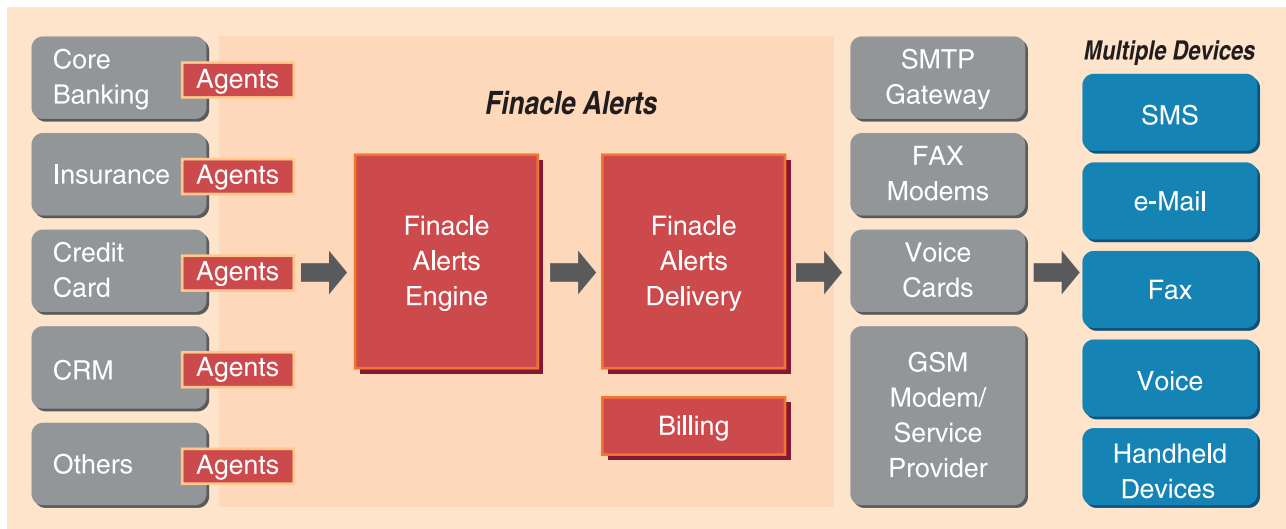 Core
Banking
Agents
Insurance
Agents
Credit
Card
Agents
CRM
Agents
Others
Agents
Finacle Alerts
Finacle
Alerts
Engine
Finacle
Alerts
Delivery
Billing
SMTP
Gateway
FAX
Modems
Voice
Cards
GSM
Modem/
Service
Provider
Multiple Devices
SMS
e-Mail
Fax
Voice
Handheld
Devices